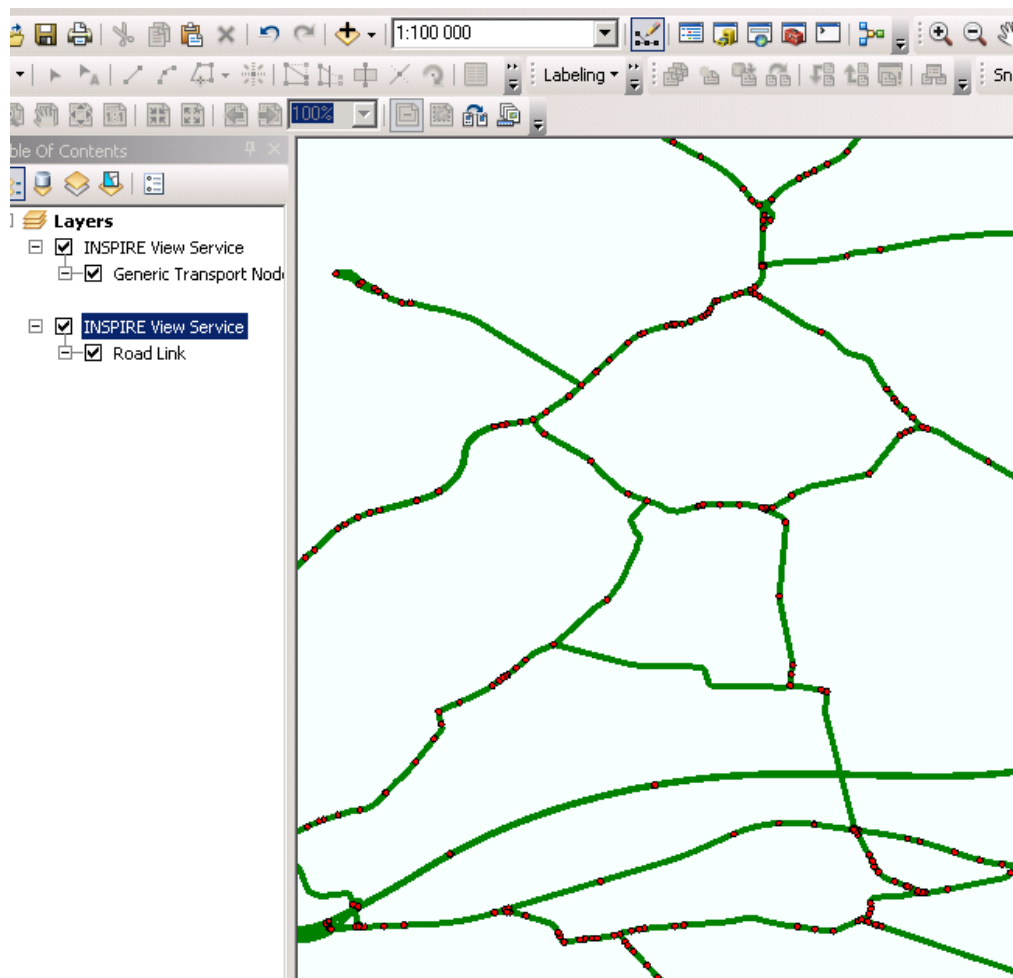 1:100 000
Labeling
Sn
100%
ble Of Contents
Layers
INSPIRE View Service
Generic Transport Nod
INSPIRE View Service
Road Link